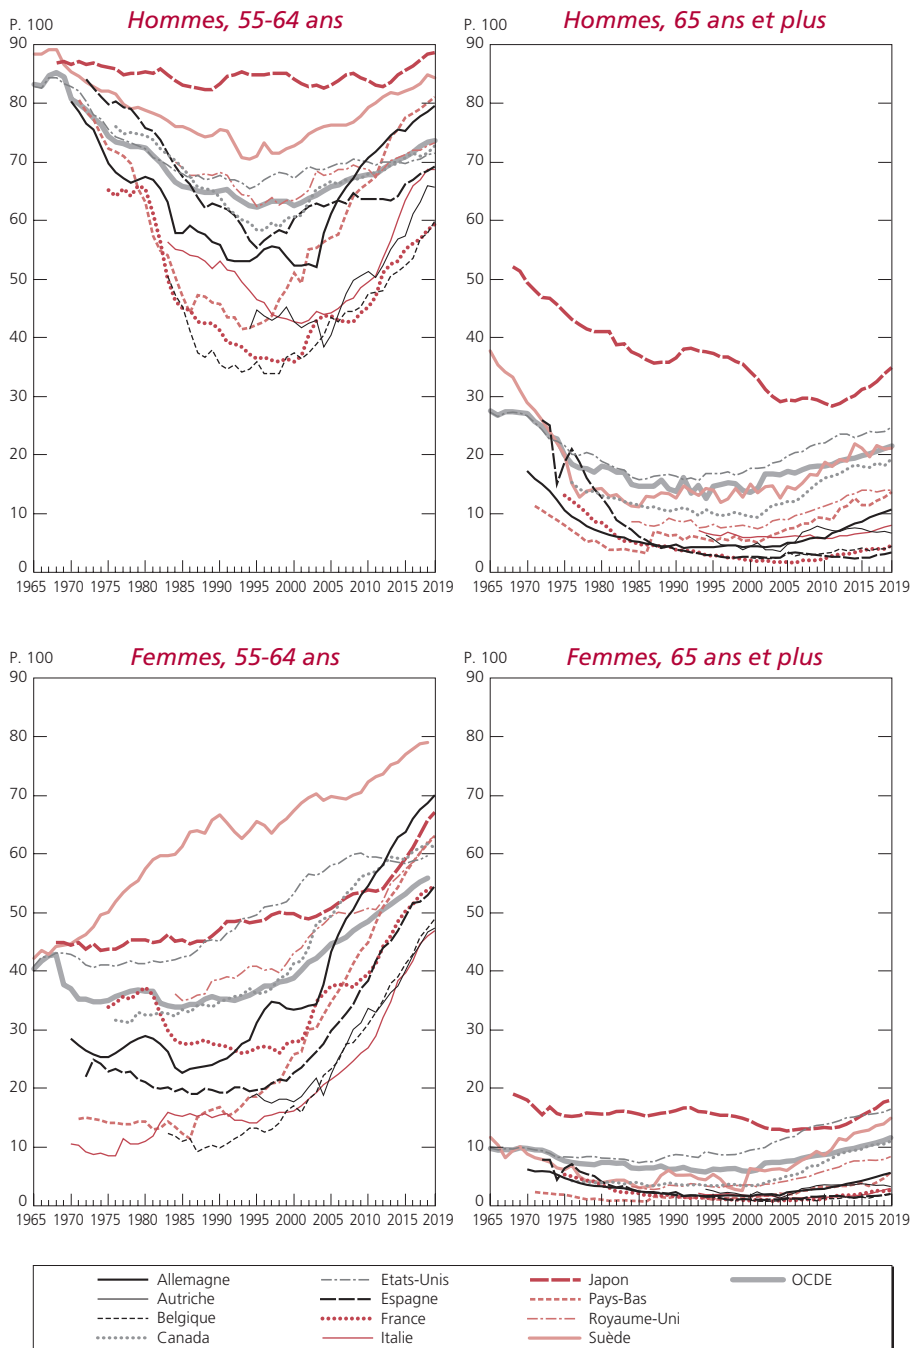 Hommes, 55-64 ans
P. 100
90
80
70
60
50
40
30
20
10
0
1965 1970 1975 1980 1985 1990 1995 2000 2005 2010 2015 2019
Hommes, 65 ans et plus
P. 100
90
80
70
60
50
40
30
20
10
0
1965 1970 1975 1980 1985 1990 1995 2000 2005 2010 2015 2019
Femmes, 55-64 ans
P. 100
90
80
70
60
50
40
30
20
10
0
1965 1970 1975 1980 1985 1990 1995 2000 2005 2010 2015 2019
Femmes, 65 ans et plus
P. 100
90
80
70
60
50
40
30
20
10
0
1965 1970 1975 1980 1985 1990 1995 2000 2005 2010 2015 2019
Allemagne
Autriche
Belgique
Canada
Etats-Unis
Espagne
France
Italie
Japon
Pays-Bas
Royaume-Uni
Suède
OCDE